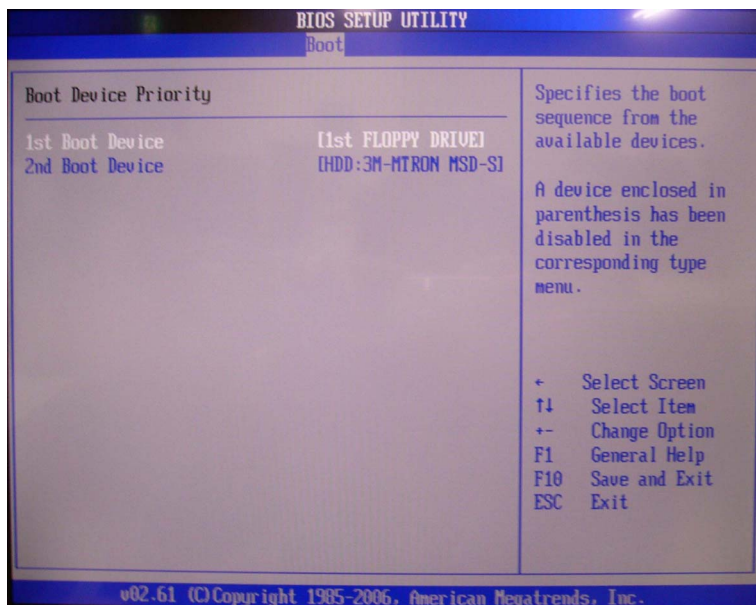 BIOS SETUP UTILITY
Boot
Boot Device Priority
1st Boot Device [1st FLOPPY DRIVE]
2nd Boot Device [HDD:3M-MTRON MSD-S]
Specifies the boot
sequence from the
available devices.
A device enclosed in
parenthesis has been
disabled in the
corresponding type
menu.
← Select Screen
↑↓ Select Item
+- Change Option
F1 General Help
F10 Save and Exit
ESC Exit
v02.61 (C)Copyright 1985-2006, American Megatrends, Inc.